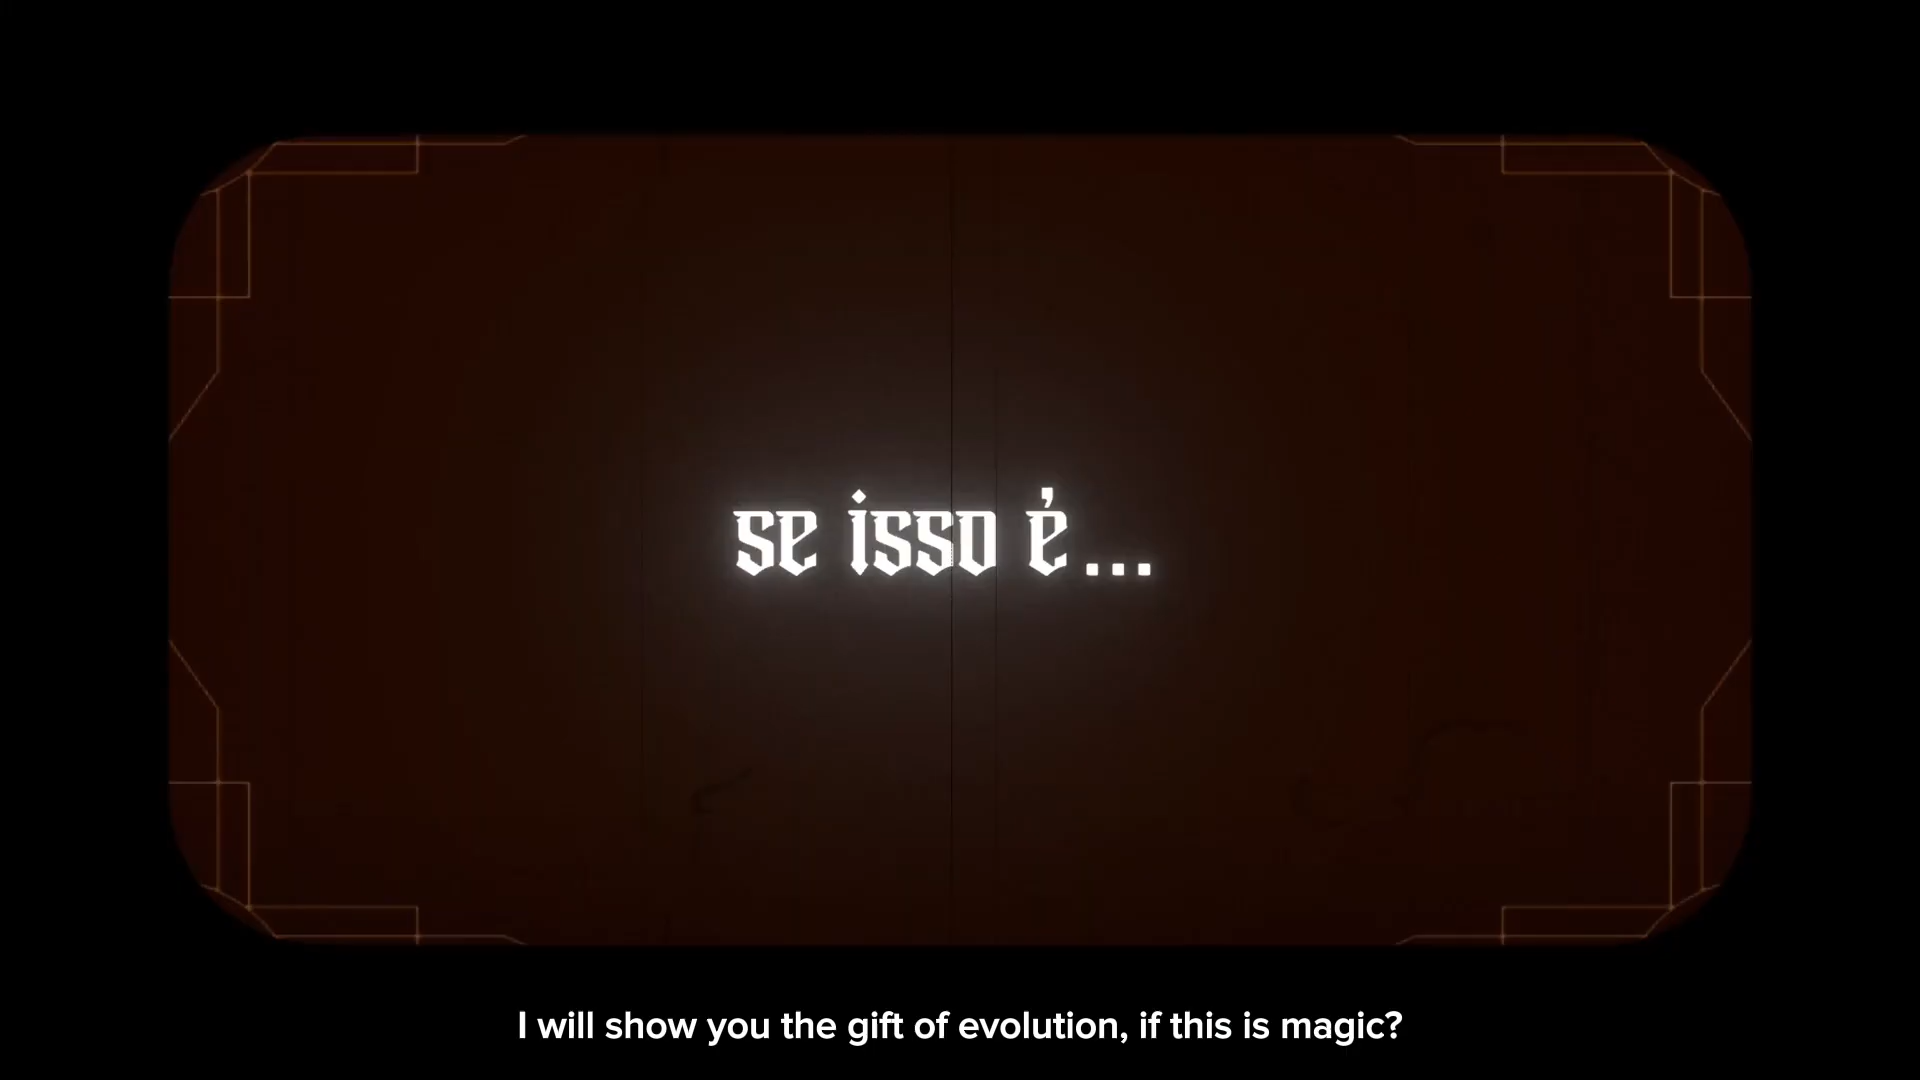 se isso é...
I will show you the gift of evolution, if this is magic?